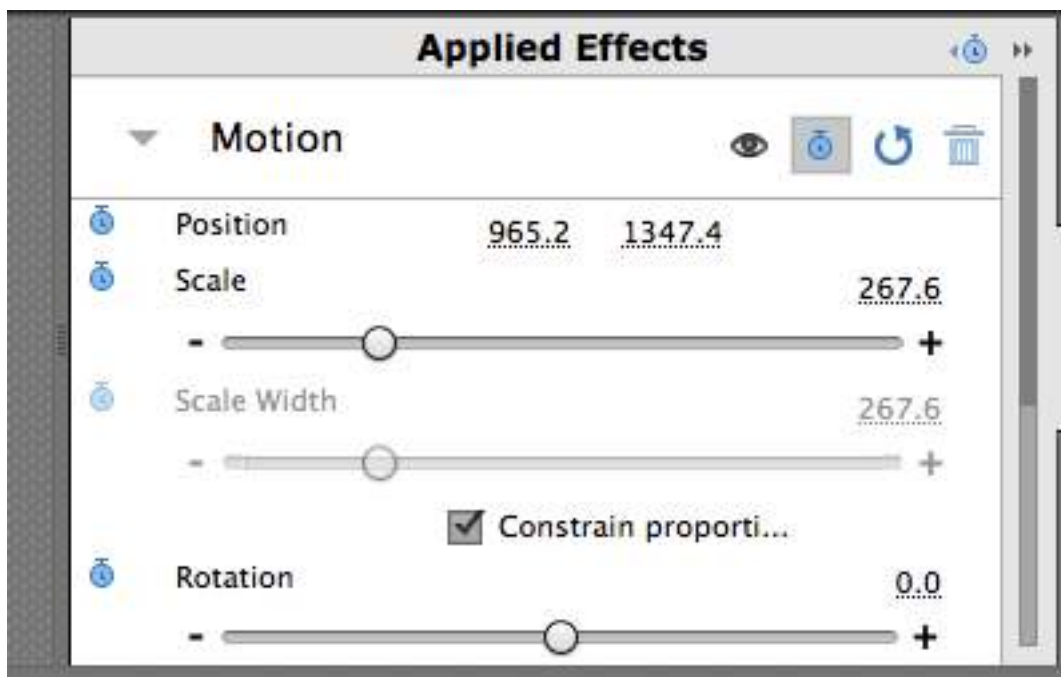 Applied Effects
Motion
Position 965.2 1347.4
Scale 267.6
- +
Scale Width 267.6
- +
Constrain proporti...
Rotation 0.0
- +